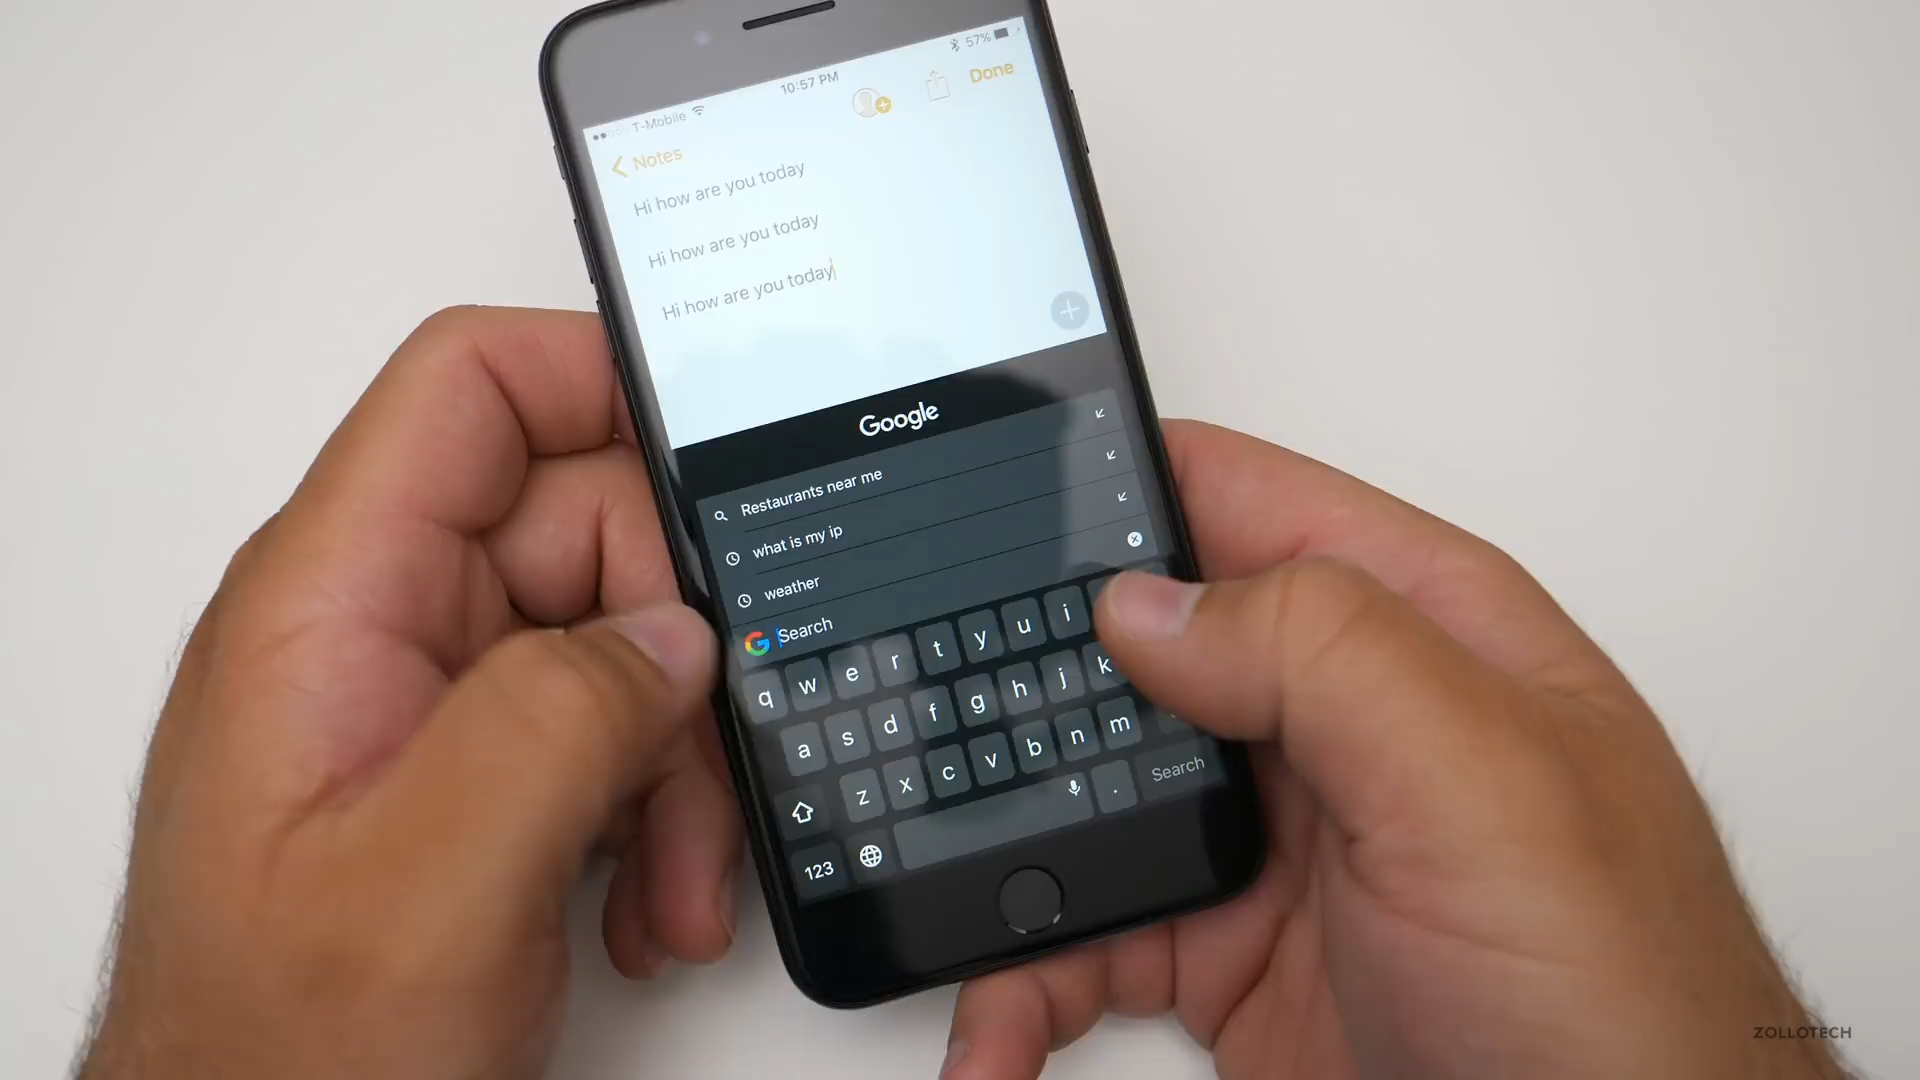 T-Mobile 10:57 PM 57%
Notes Done
Hi how are you today
Hi how are you today
Hi how are you today
Google
Restaurants near me
what is my ip
weather
Search
q w e r t y u i
a s d f g h j k
z x c v b n m
123 . Search
ZOLLOTECH